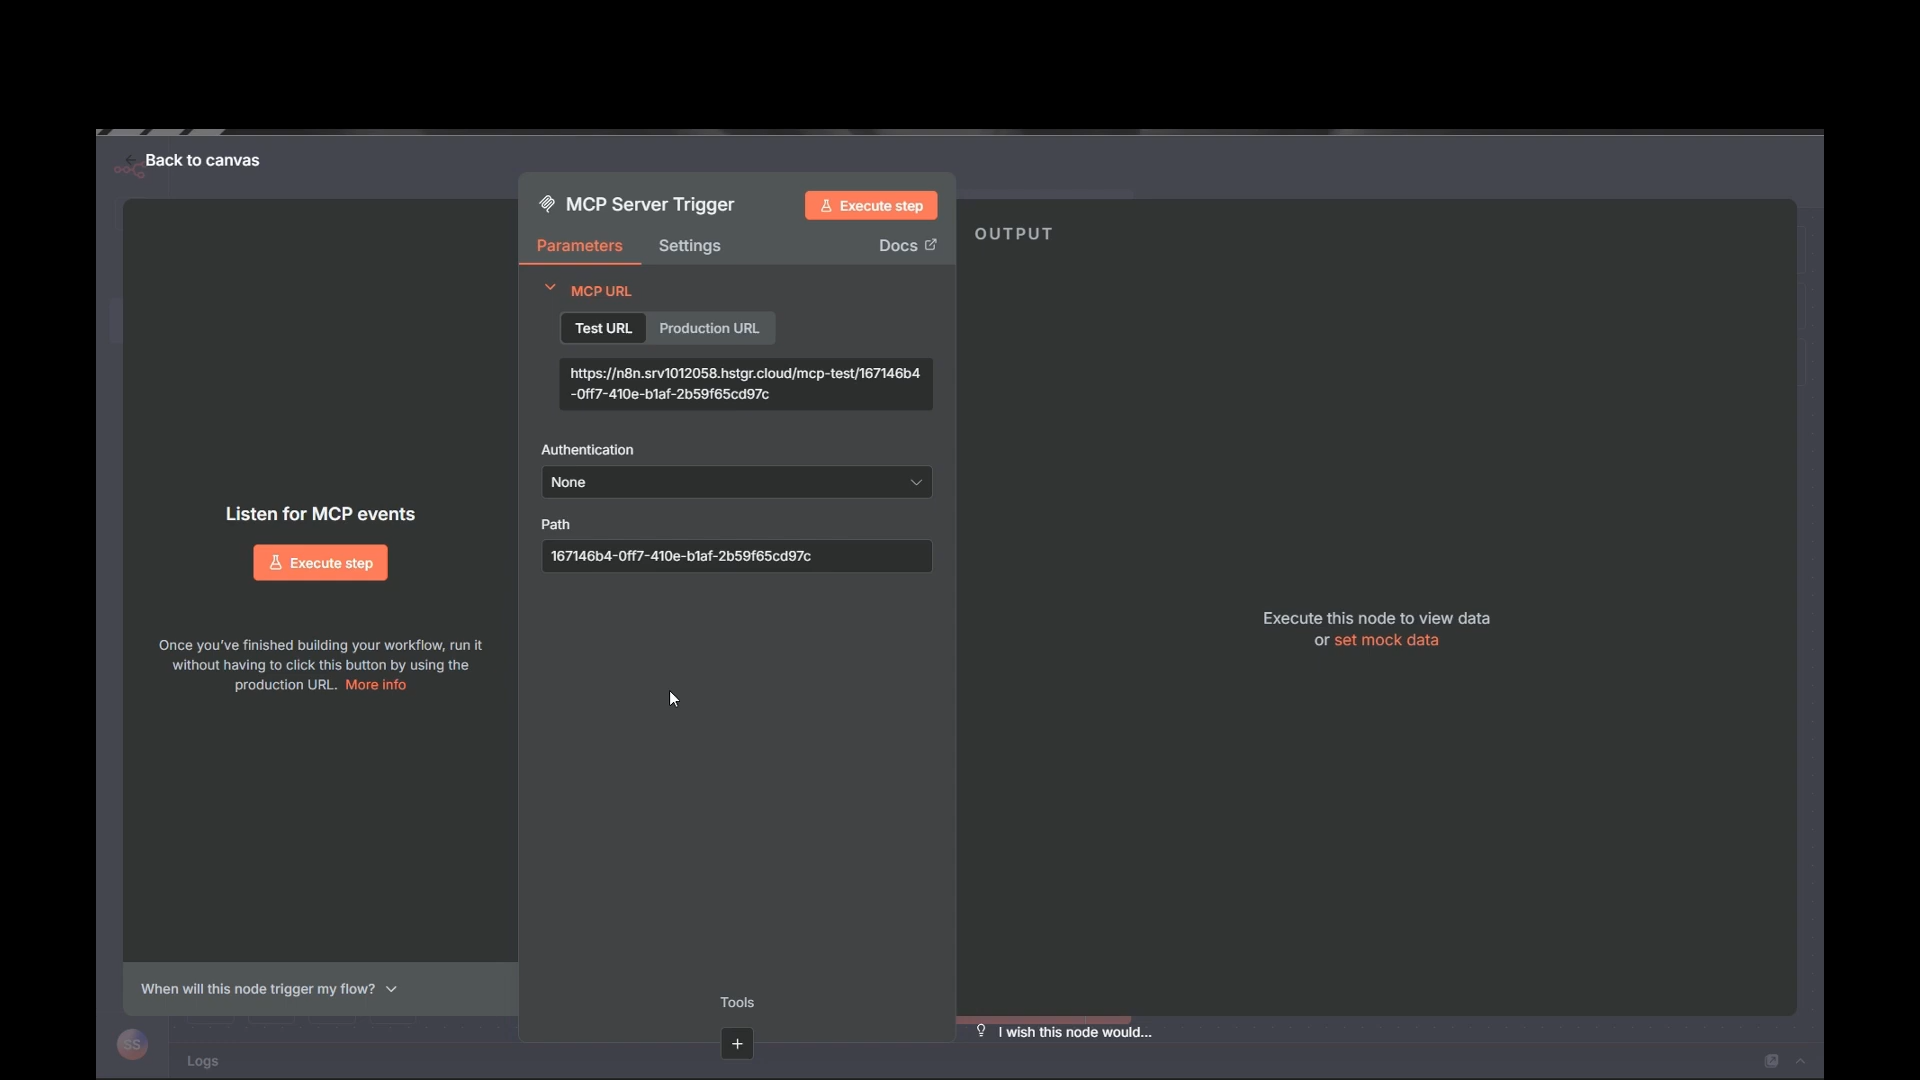 Back to canvas
MCP Server Trigger
Execute step
Parameters
Settings
Docs
OUTPUT
MCP URL
Test URL
Production URL
https://n8n.srv1012058.hstgr.cloud/mcp-test/167146b4
-0ff7-410e-b1af-2b59f65cd97c
Authentication
None
Path
167146b4-0ff7-410e-b1af-2b59f65cd97c
Listen for MCP events
Execute step
Once you've finished building your workflow, run it
without having to click this button by using the
production URL. More info
Execute this node to view data
or set mock data
When will this node trigger my flow?
Tools
+
I wish this node would...
SS
Logs